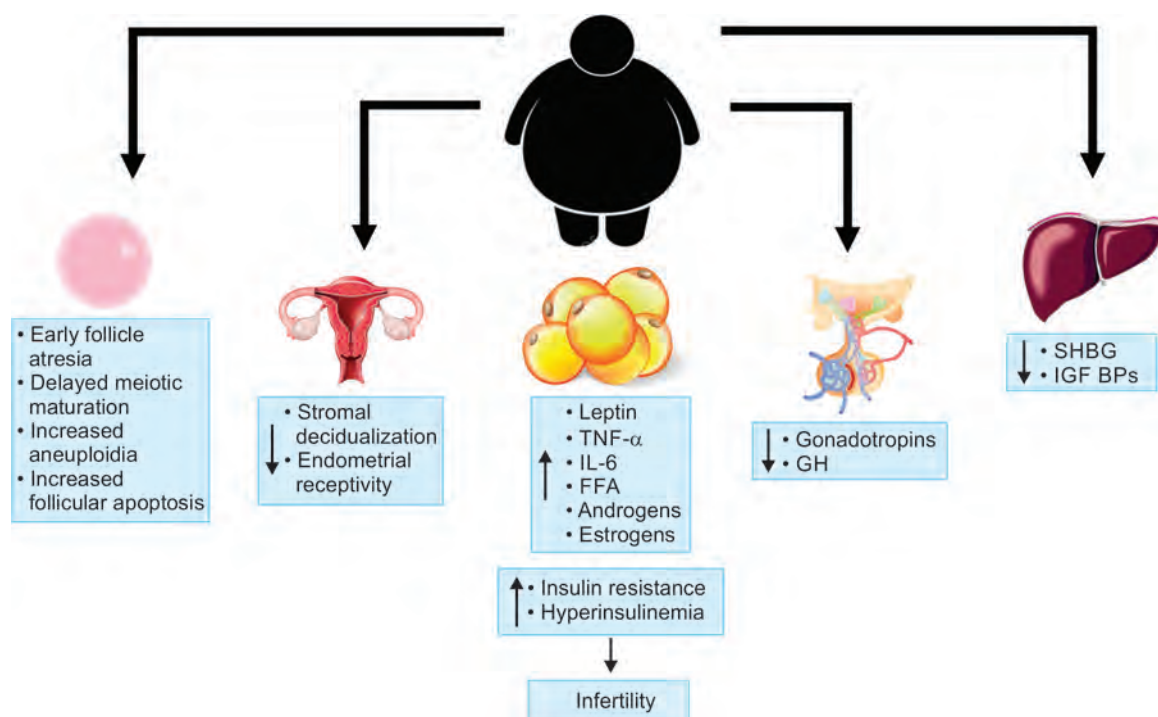 • Early follicle
atresia
• Delayed meiotic
maturation
• Increased
aneuploidia
• Increased
follicular apoptosis
• Stromal
decidualization
• Endometrial
receptivity
• Leptin
• TNF-α
• IL-6
• FFA
• Androgens
• Estrogens
• Insulin resistance
• Hyperinsulinemia
Infertility
• Gonadotropins
• GH
• SHBG
• IGF BPs